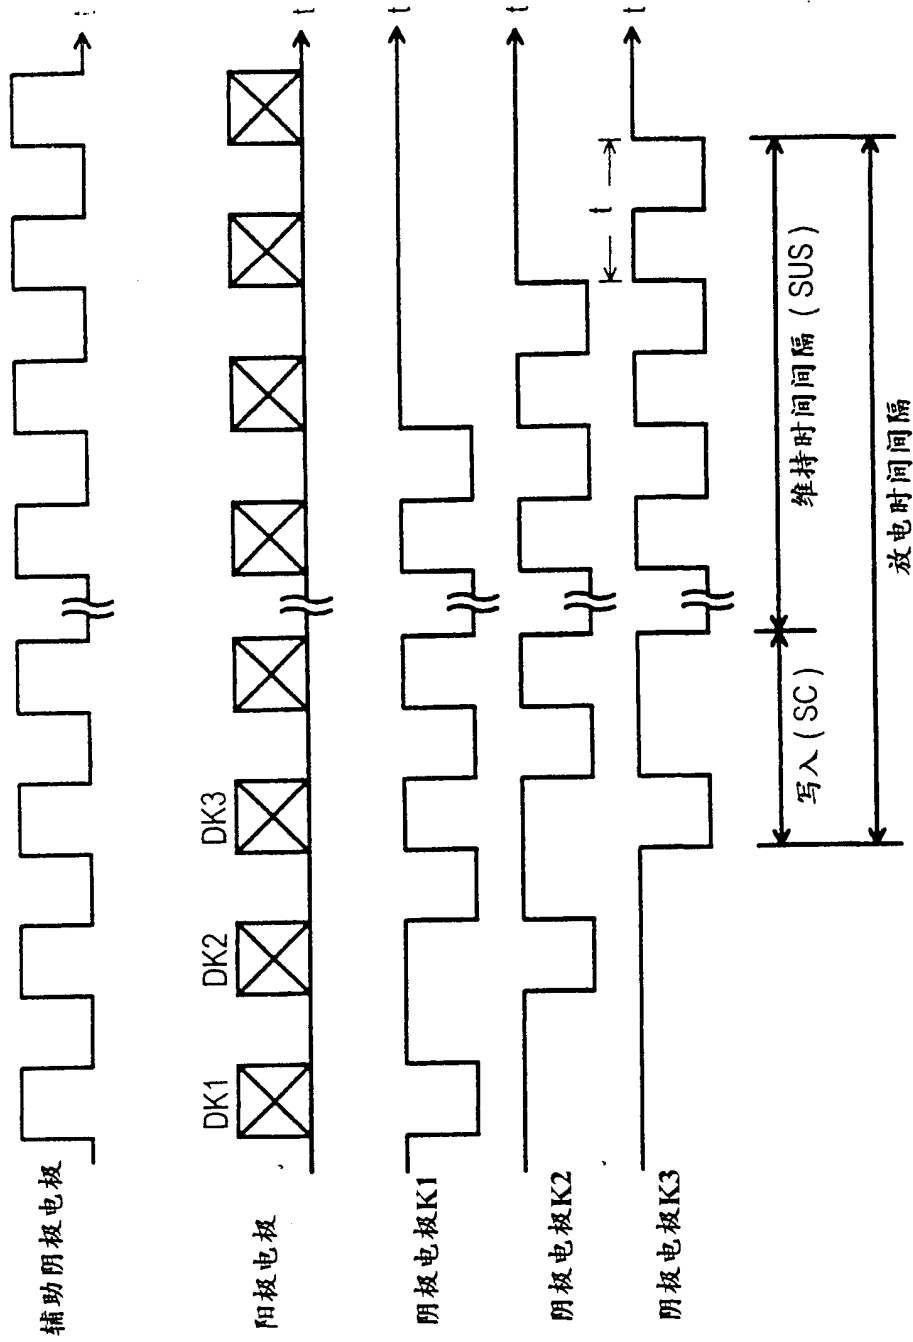 辅助阴极电极
t
DK1
DK2
DK3
阳极电极
t
阴极电极K1
t
阴极电极K2
t
阴极电极K3
t
t
写入(SC)
维持时间间隔(SUS)
放电时间间隔